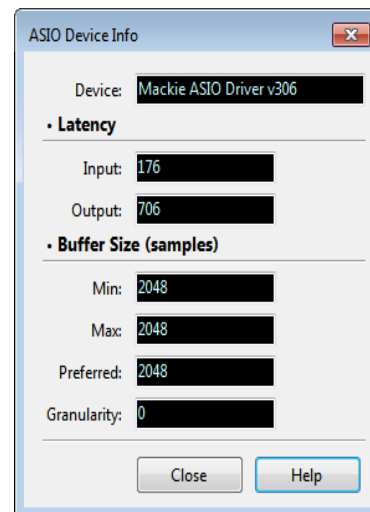 ASIO Device Info
Device: Mackie ASIO Driver v306
• Latency
Input: 176
Output: 706
• Buffer Size (samples)
Min: 2048
Max: 2048
Preferred: 2048
Granularity: 0
Close Help